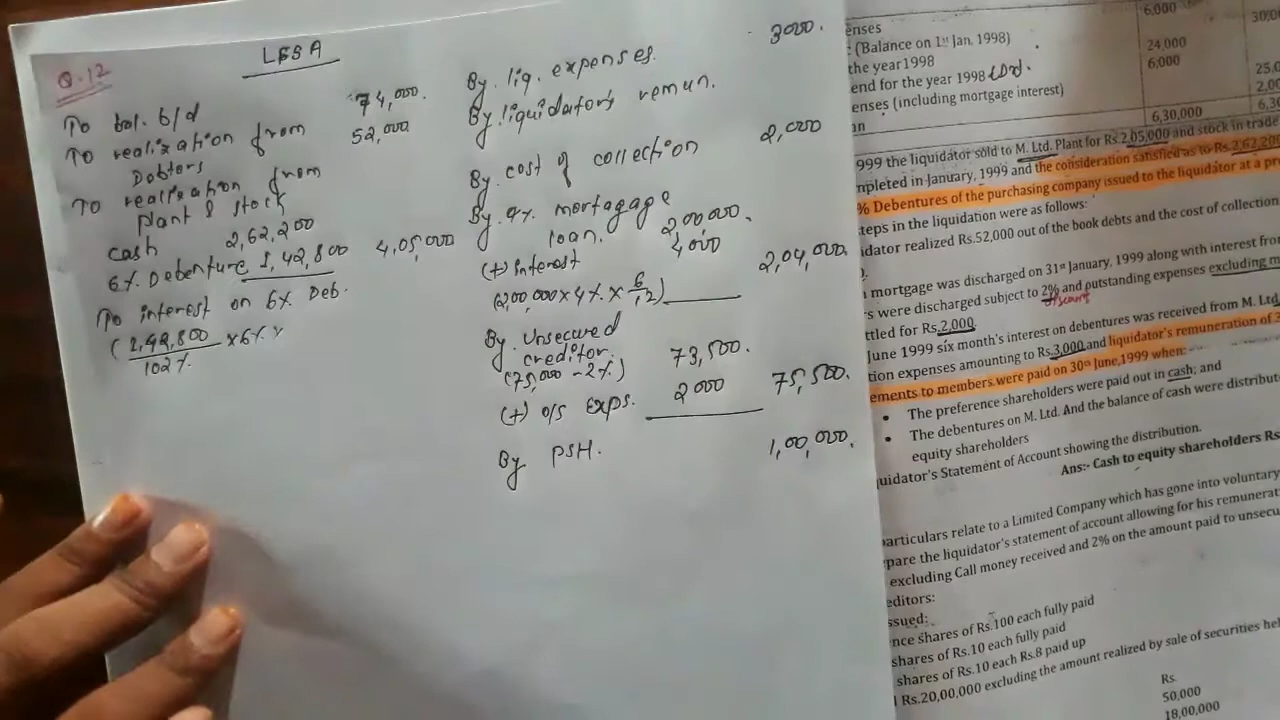 Q.12
LFSA
To bal. b/d 74,000.
To realization from Debtors 52,000
To realization from plant & stock
cash 2,62,200
6% Debenture 1,42,800 4,05,000
To interest on 6% Deb.
102%
By liq. expenses. 3000.
By liquidators remun.
By cost of collection 2,000
By mortagage loan. 2,00,000.
(+) interest 4,000 2,04,000.
(200,000 x 4% x 6/12)
By unsecured creditor. 73,500.
(75,000 - 2%)
(+) o/s exps. 2000 75,500.
By PSH. 1,00,000.
enses 6,000
(Balance on 1st Jan, 1998)
the year 1998 24,000
end for the year 1998 6,000
enses (including mortgage interest)
6,30,000
999 the liquidator sold to M. Ltd. Plant for Rs.2,05,000 and stock in trade
mpleted in January, 1999 and the consideration satisfied as to Rs.2,62,200
% Debentures of the purchasing company issued to the liquidator at a pr
teps in the liquidation were as follows:
idator realized Rs.52,000 out of the book debts and the cost of collection
mortgage was discharged on 31st January, 1999 along with interest fro
s were discharged subject to 2% and outstanding expenses excluding m
discount
ttled for Rs.2,000.
June 1999 six month's interest on debentures was received from M. Ltd
tion expenses amounting to Rs.3,000 and liquidator's remuneration of 3
ements to members were paid on 30th June,1999 when:
• The preference shareholders were paid out in cash; and
• The debentures on M. Ltd. And the balance of cash were distribut
equity shareholders
quidator's Statement of Account showing the distribution.
Ans:- Cash to equity shareholders Rs
articulars relate to a Limited Company which has gone into voluntary
pare the liquidator's statement of account allowing for his remunerat
excluding Call money received and 2% on the amount paid to unsecu
editors:
ssued:
nce shares of Rs.100 each fully paid
shares of Rs.10 each fully paid
shares of Rs.10 each Rs.8 paid up
Rs.20,00,000 excluding the amount realized by sale of securities hel
Rs.
50,000
18,00,000